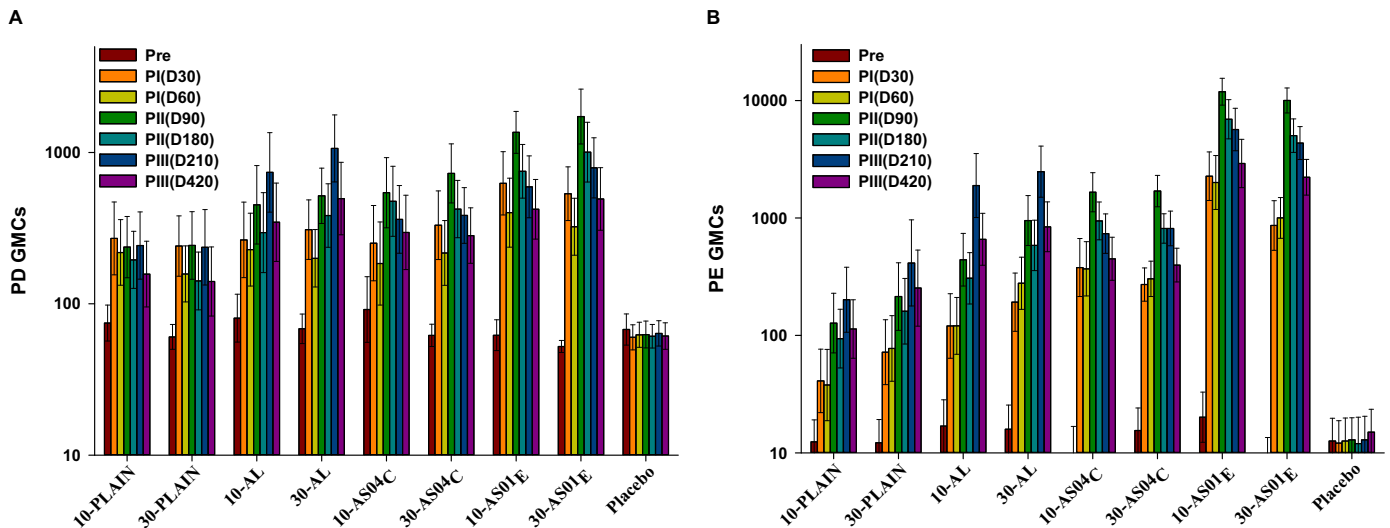 A
PD GMCs
1000
100
10
Pre
PI(D30)
PI(D60)
PII(D90)
PII(D180)
PIII(D210)
PIII(D420)
10-PLAIN
30-PLAIN
10-AL
30-AL
10-AS04C
30-AS04C
10-AS01E
30-AS01E
Placebo
B
PE GMCs
10000
1000
100
10
Pre
PI(D30)
PI(D60)
PII(D90)
PII(D180)
PIII(D210)
PIII(D420)
10-PLAIN
30-PLAIN
10-AL
30-AL
10-AS04C
30-AS04C
10-AS01E
30-AS01E
Placebo